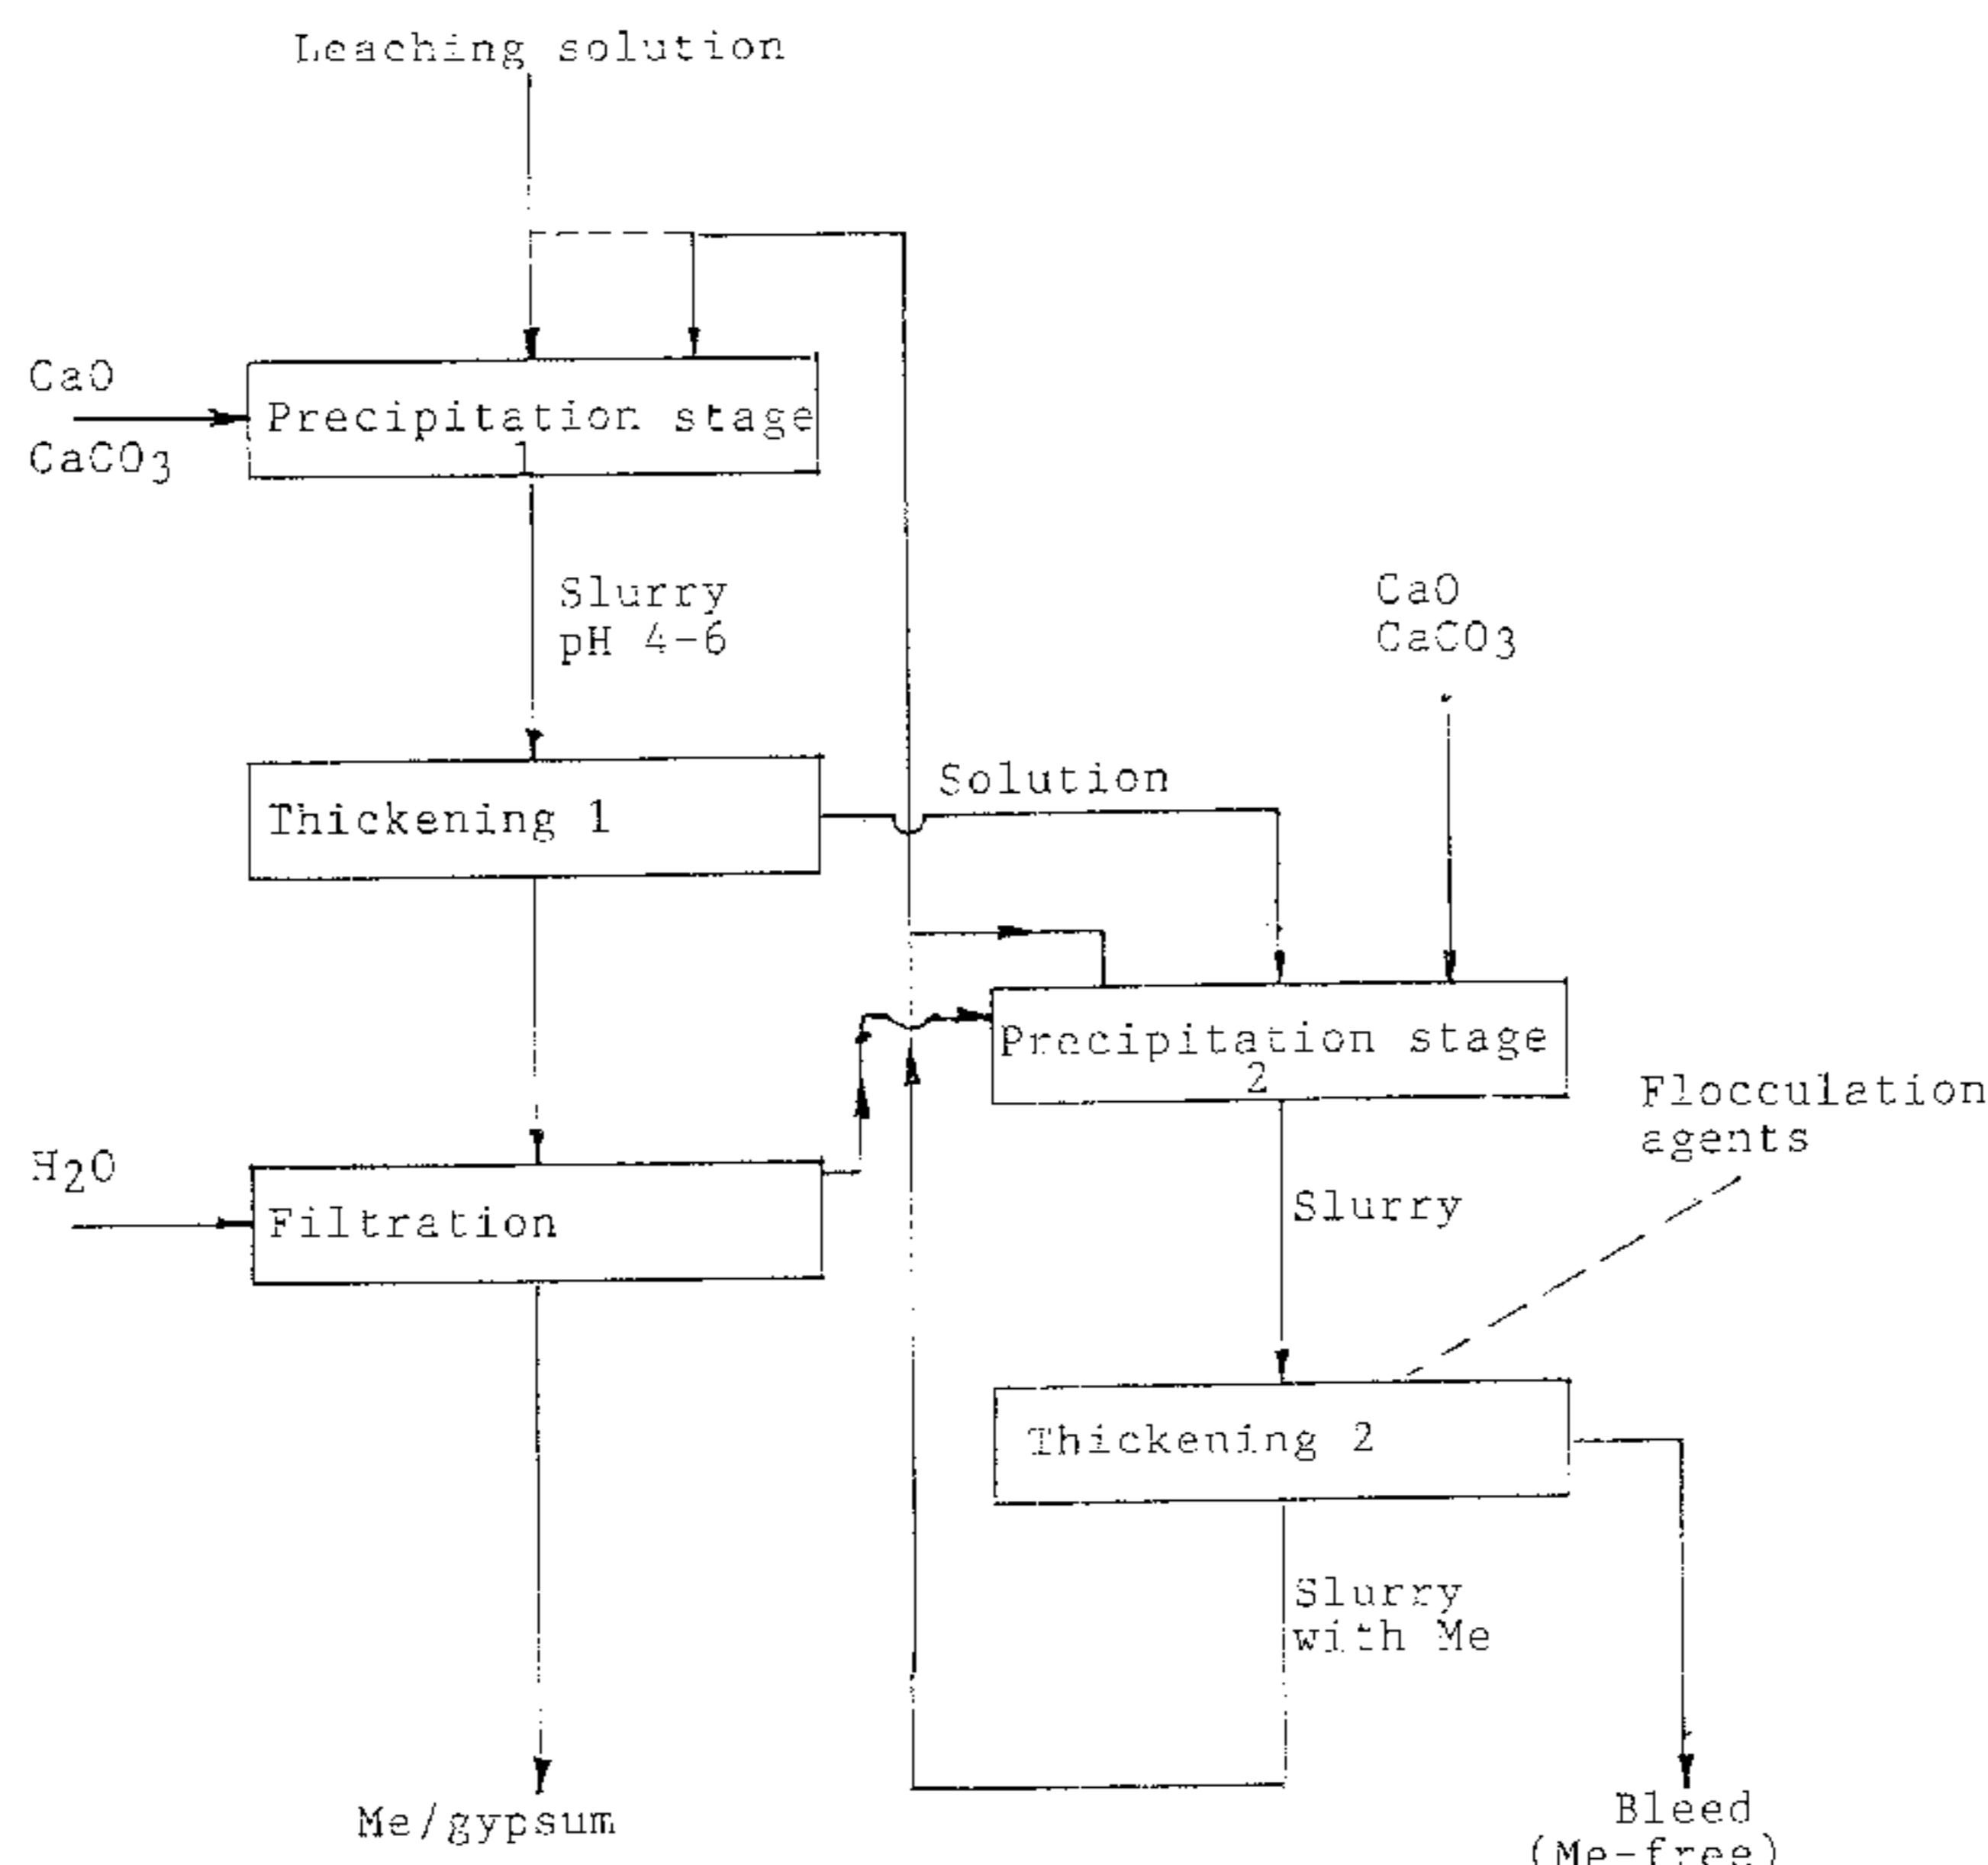 Leaching solution
CaO
CaCO3
Precipitation stage
1
Slurry
pH 4-6
CaO
CaCO3
Thickening 1
Solution
Precipitation stage
2
Flocculation
agents
H2O
Filtration
Slurry
Thickening 2
Slurry
with Me
Me/gypsum
Bleed
(Me-free)